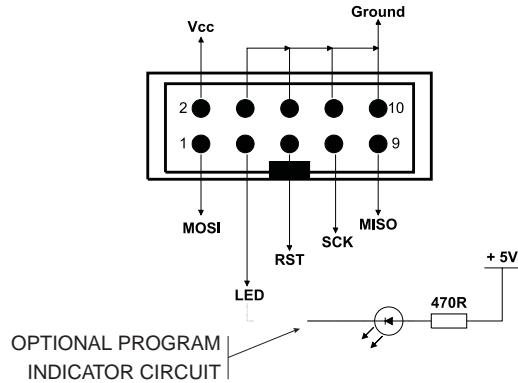 Ground
Vcc
2 10
1 9
MOSI
MISO
SCK
RST
LED
+ 5V
470R
OPTIONAL PROGRAM
INDICATOR CIRCUIT